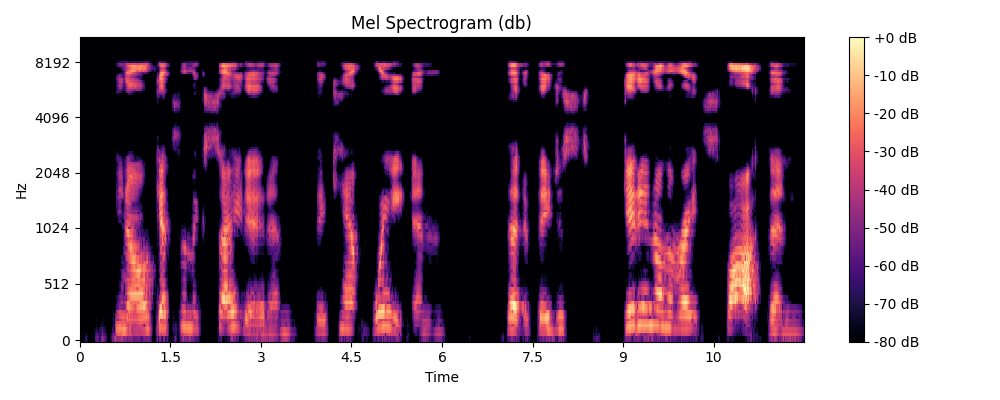 Mel Spectrogram (db)
8192
4096
2048
1024
512
0
Hz
0 1.5 3 4.5 6 7.5 9 10
Time
+0 dB
-10 dB
-20 dB
-30 dB
-40 dB
-50 dB
-60 dB
-70 dB
-80 dB